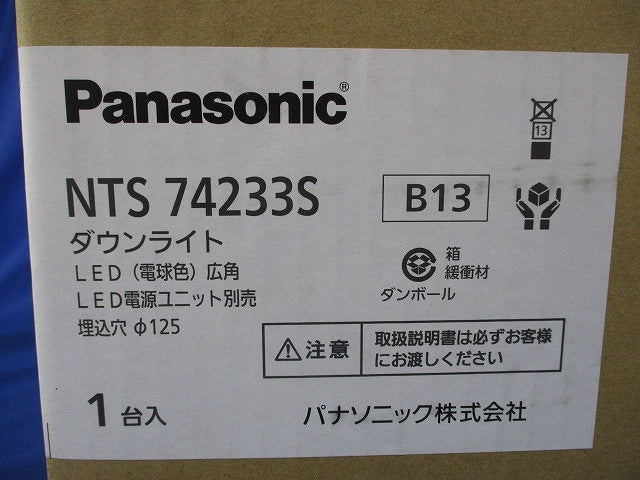 Panasonic®
13
NTS 74233S
B13
ダウンライト
LED（電球色）広角
LED電源ユニット別売
埋込穴 φ125
箱
緩衝材
ダンボール
注意
取扱説明書は必ずお客様
にお渡しください
1台入
パナソニック株式会社